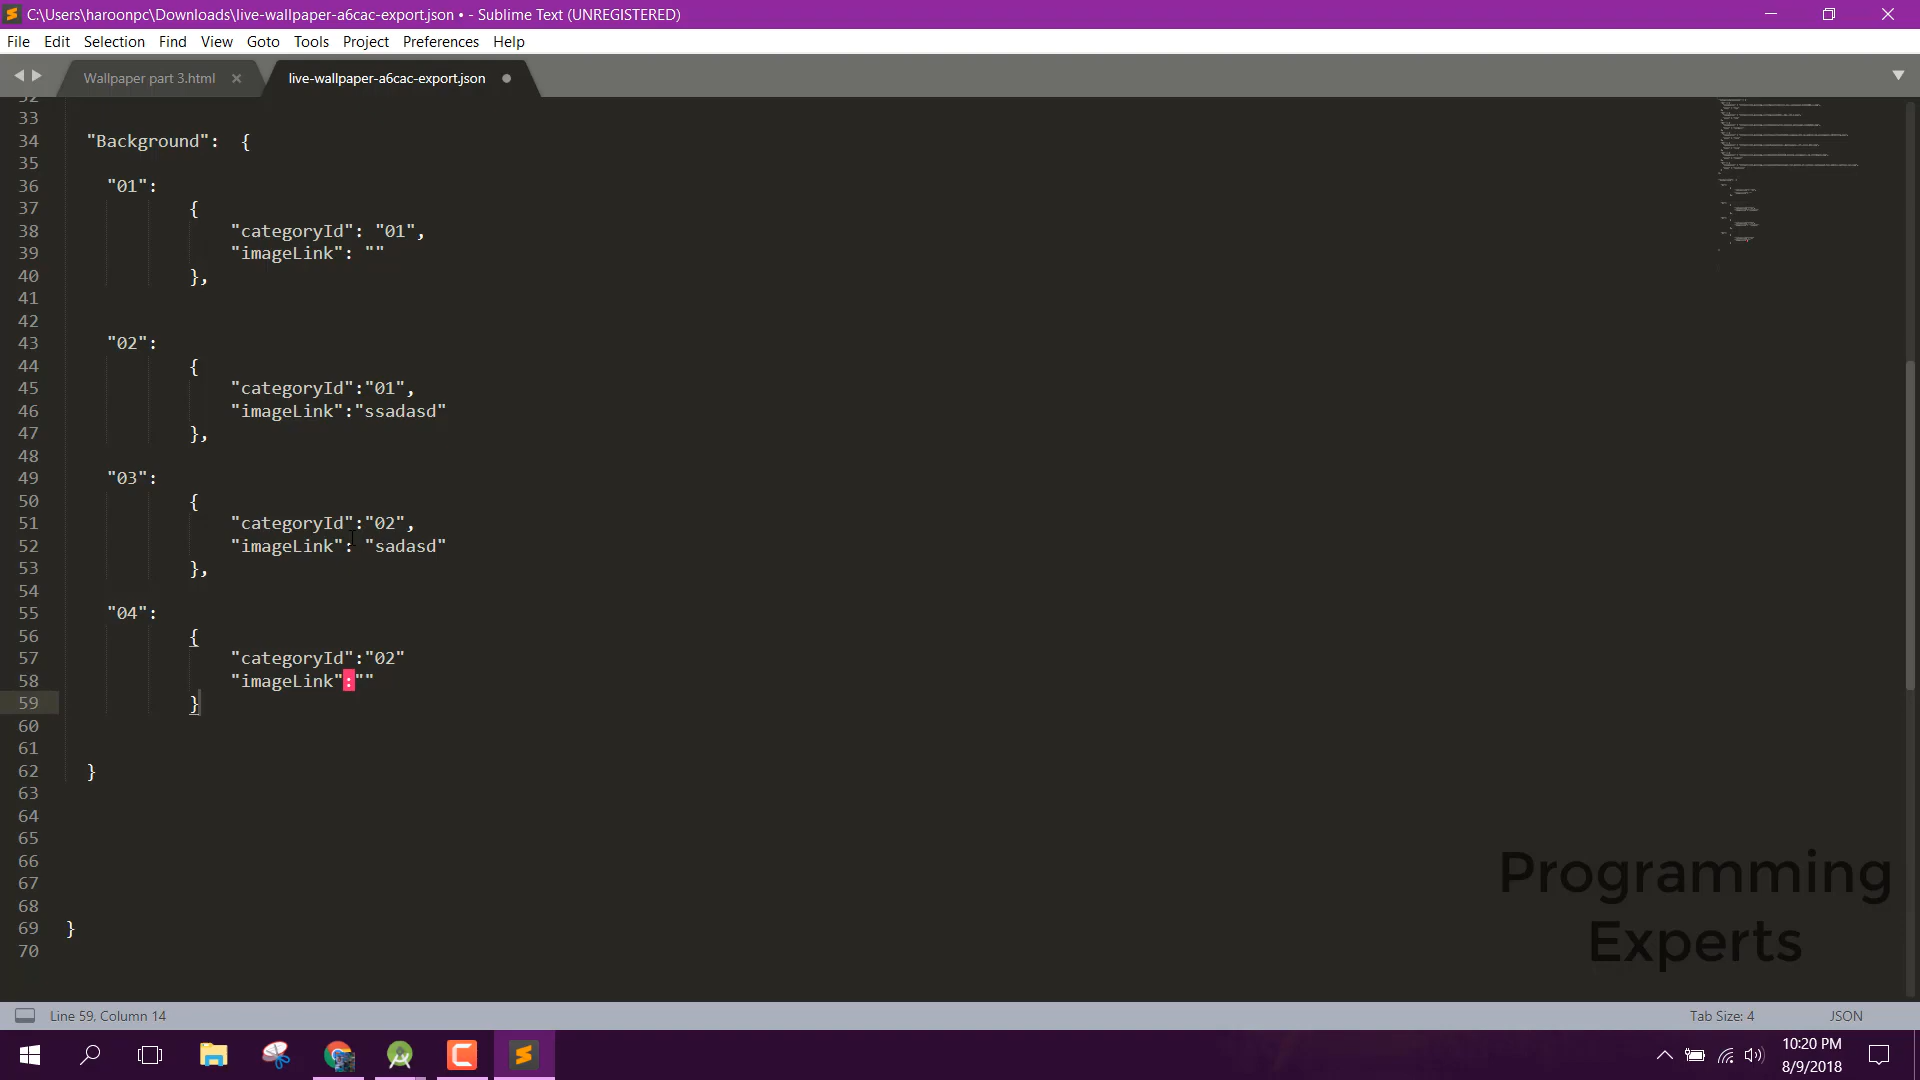 C:\Users\haroonpc\Downloads\live-wallpaper-a6cac-export.json • - Sublime Text (UNREGISTERED)
File Edit Selection Find View Goto Tools Project Preferences Help
Wallpaper part 3.html × live-wallpaper-a6cac-export.json
32
33
34 "Background": {
35
36 "01":
37 {
38 "categoryId": "01",
39 "imageLink": ""
40 },
41
42
43 "02":
44 {
45 "categoryId":"01",
46 "imageLink":"ssadasd"
47 },
48
49 "03":
50 {
51 "categoryId":"02",
52 "imageLink": "sadasd"
53 },
54
55 "04":
56 {
57 "categoryId":"02"
58 "imageLink":""
59 }
60
61
62 }
63
64
65
66
67
68
69 }
70
Programming
Experts
Line 59, Column 14 Tab Size: 4 JSON
10:20 PM
8/9/2018